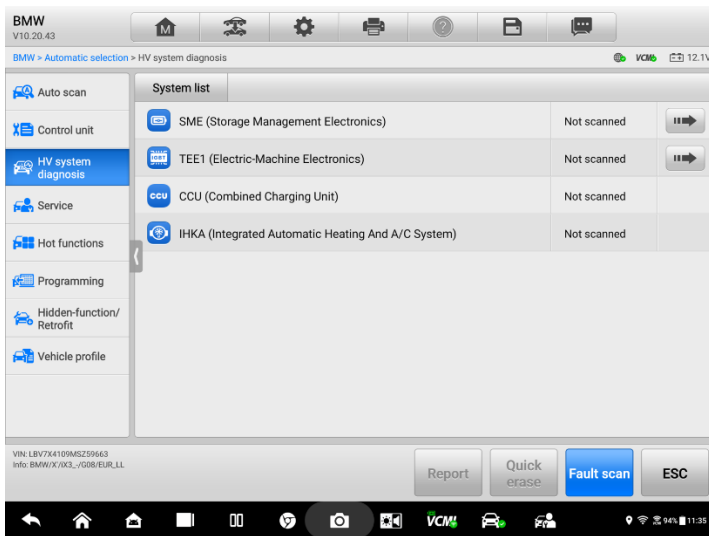 BMW
V10.20.43
M
?
BMW > Automatic selection > HV system diagnosis
VCMI
12.1V
Auto scan
Control unit
HV system
diagnosis
Service
Hot functions
Programming
Hidden-function/
Retrofit
Vehicle profile
System list
SME (Storage Management Electronics)
Not scanned
TEE1 (Electric-Machine Electronics)
Not scanned
CCU
CCU (Combined Charging Unit)
Not scanned
IHKA (Integrated Automatic Heating And A/C System)
Not scanned
VIN: LBV7X4109MSZ59663
Info: BMW/X'/iX3_-/G08/EUR_LL
Report
Quick
erase
Fault scan
ESC
VCMI
94% 11:35